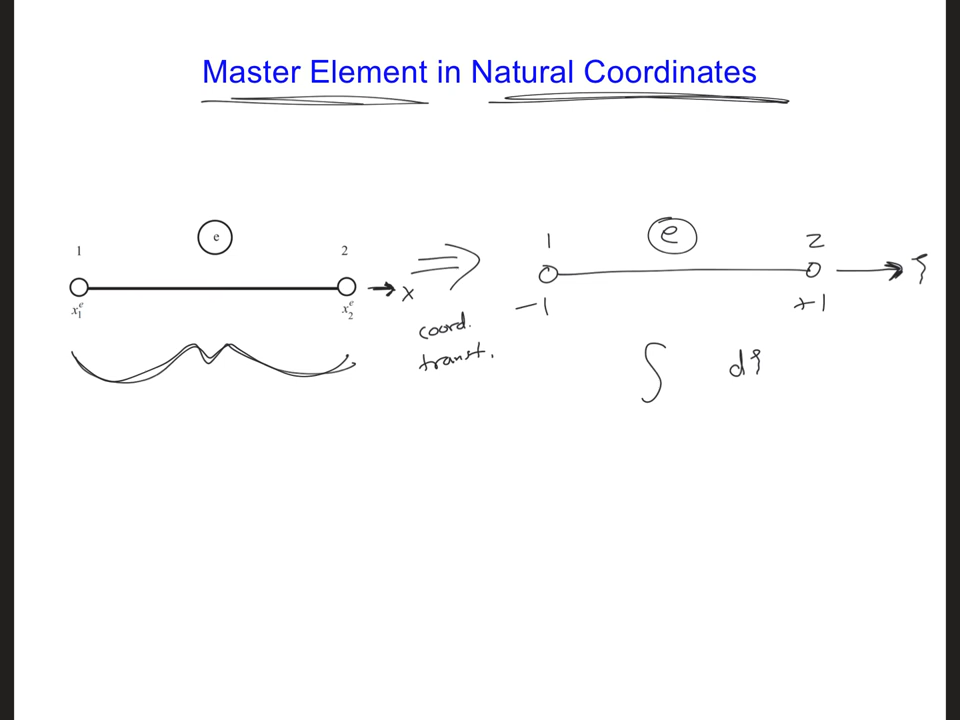 Master Element in Natural Coordinates
e
1 2
x₁ᵉ x₂ᵉ
x
coord.
transf.
e
1 2
-1 +1
ξ
∫ dξ